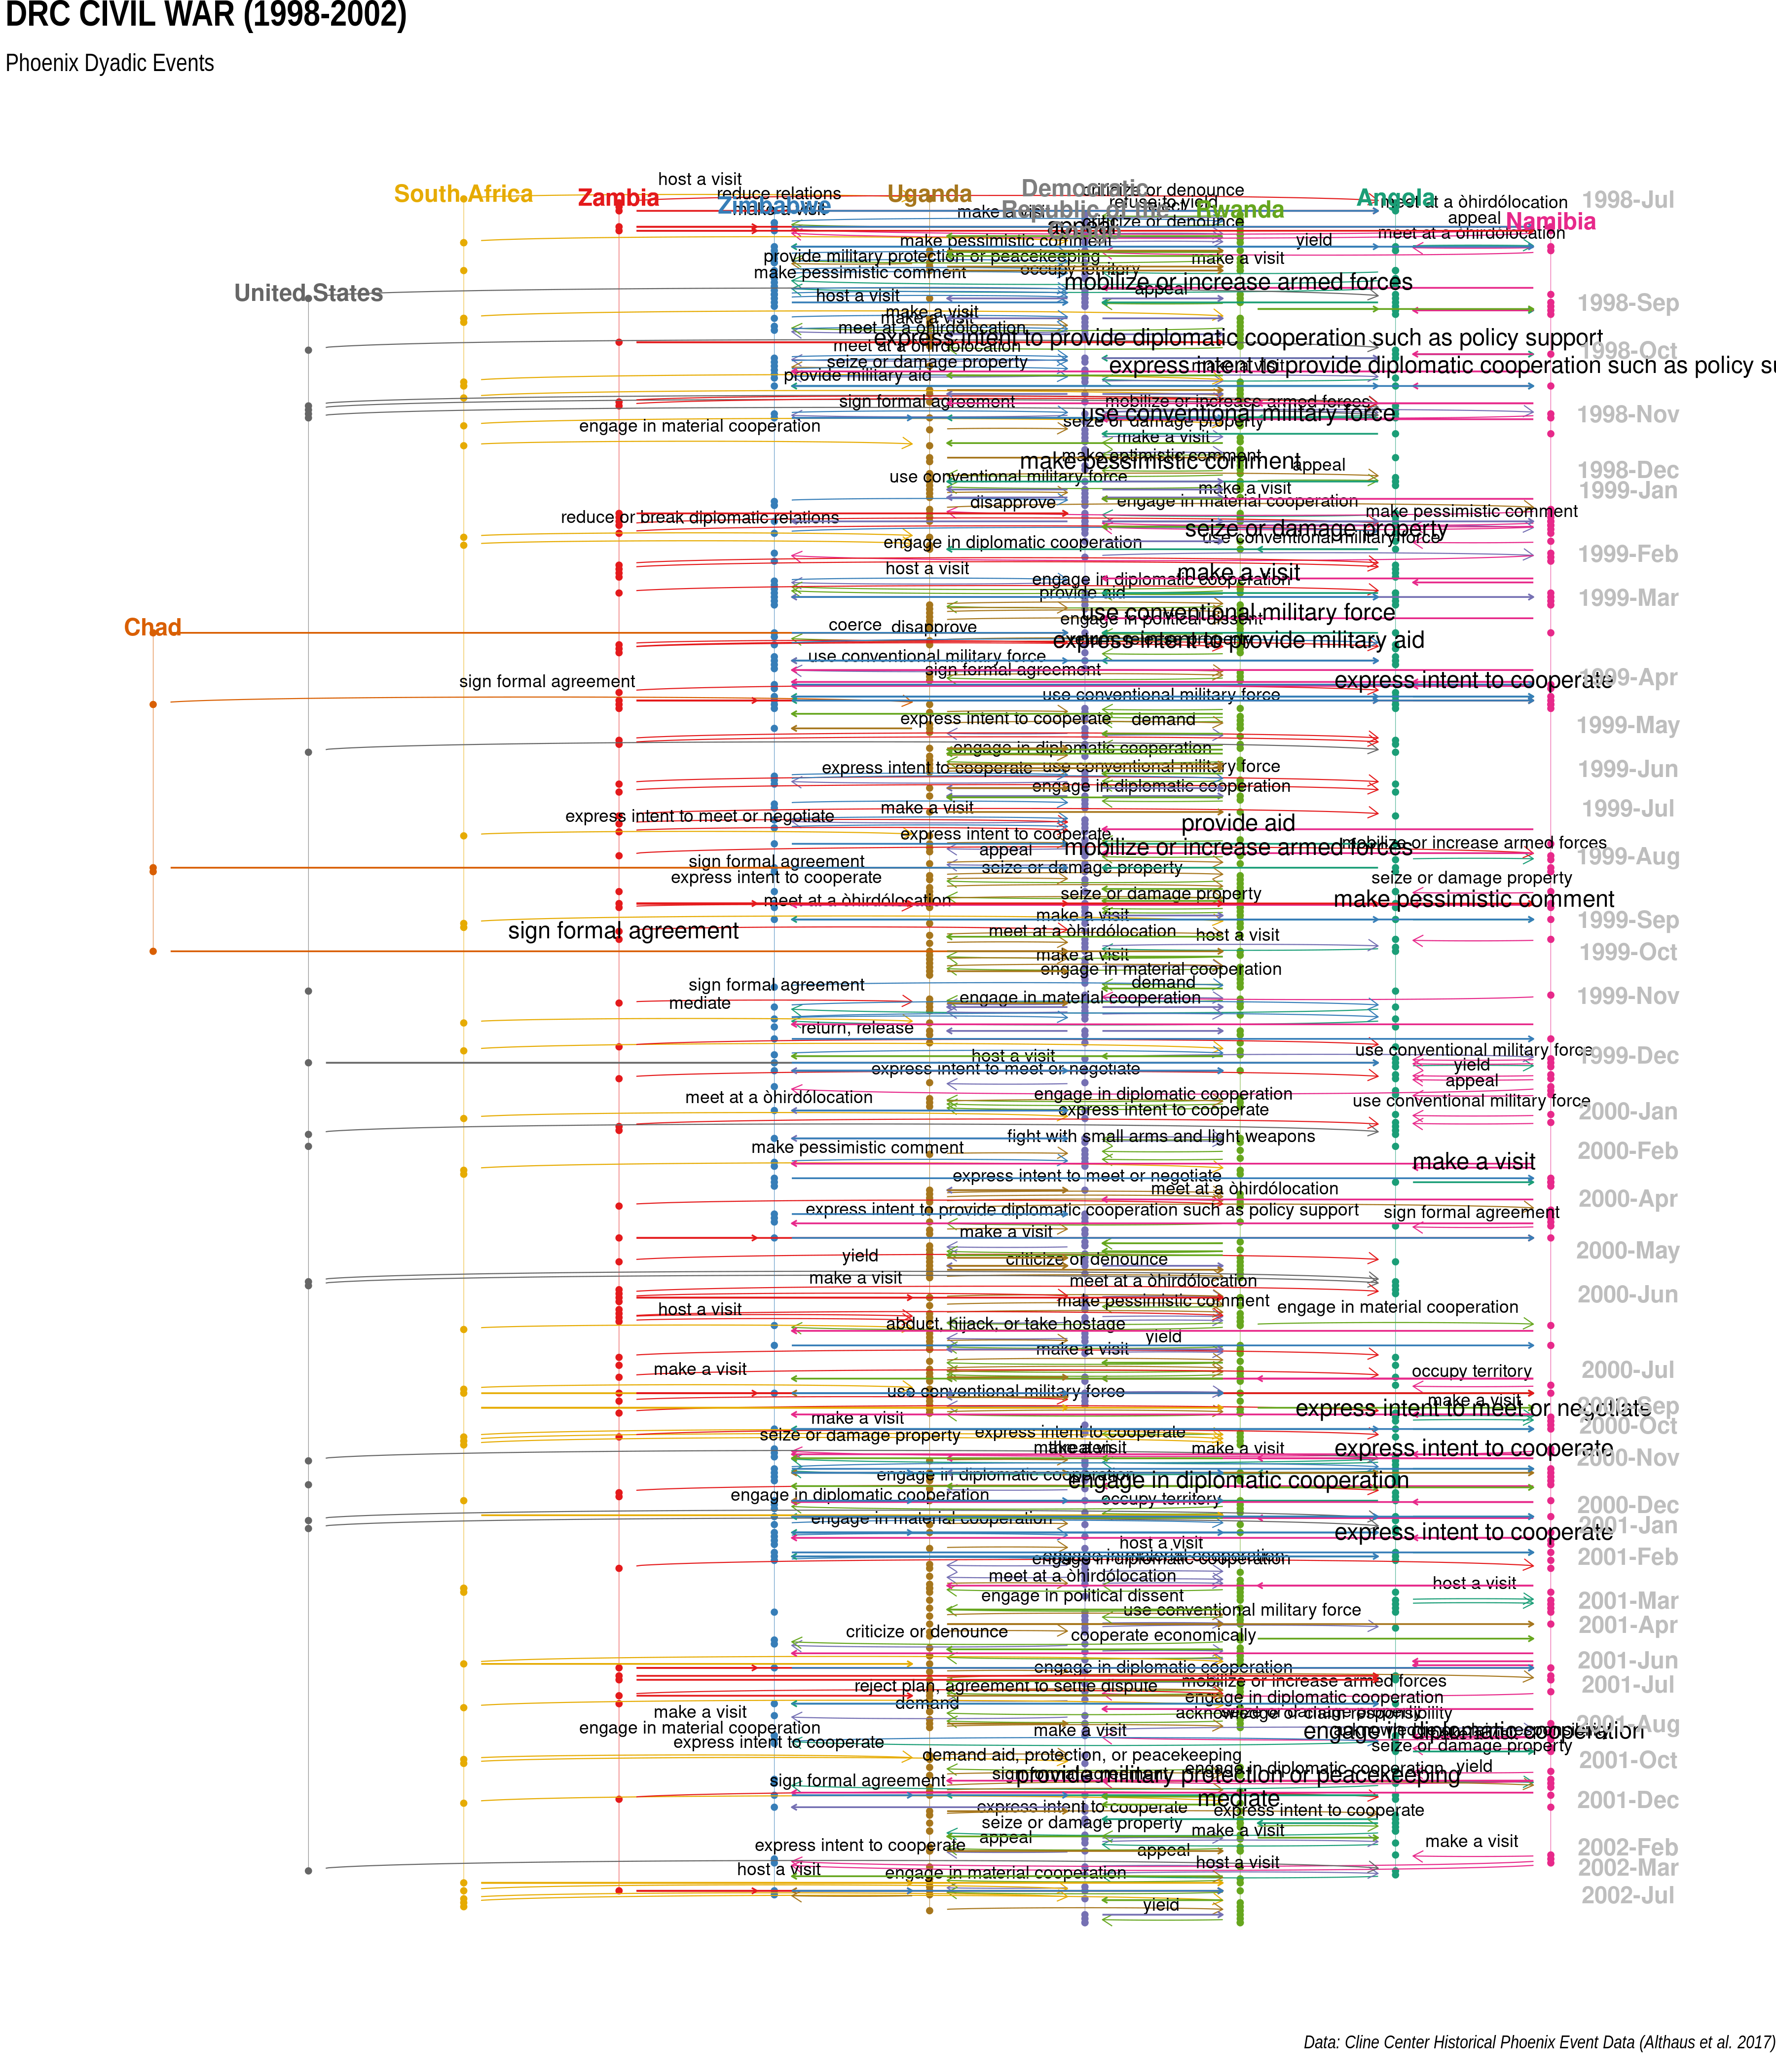 DRC CIVIL WAR (1998-2002)
Phoenix Dyadic Events
host a visit
South Africa
Zambia
reduce relations
Zimbabwe
make a visit
Uganda
Democratic
Republic of the
criticize or denounce
refuse to yield
make a visit
Rwanda
criticize or denounce
appeal
Angola
meet at a òhirdólocation
1998-Jul
appeal
Namibia
meet at a òhirdólocation
make pessimistic comment
yield
provide military protection or peacekeeping
make a visit
make pessimistic comment
occupy territory
mobilize or increase armed forces
United States
host a visit
appeal
1998-Sep
make a visit
make a visit
meet at a òhirdólocation
express intent to provide diplomatic cooperation such as policy support
meet at a òhirdólocation
1998-Oct
seize or damage property
express intent to provide diplomatic cooperation such as policy su
make a visit
provide military aid
sign formal agreement
mobilize or increase armed forces
use conventional military force
1998-Nov
engage in material cooperation
seize or damage property
make a visit
make optimistic comment
make pessimistic comment
appeal
1998-Dec
use conventional military force
make a visit
1999-Jan
disapprove
engage in material cooperation
reduce or break diplomatic relations
make pessimistic comment
seize or damage property
use conventional military force
engage in diplomatic cooperation
1999-Feb
host a visit
make a visit
engage in diplomatic cooperation
provide aid
1999-Mar
use conventional military force
engage in political dissent
Chad
coerce
disapprove
express intent to provide military aid
use conventional military force
sign formal agreement
1999-Apr
sign formal agreement
express intent to cooperate
use conventional military force
express intent to cooperate
demand
1999-May
engage in diplomatic cooperation
express intent to cooperate
use conventional military force
1999-Jun
engage in diplomatic cooperation
make a visit
1999-Jul
express intent to meet or negotiate
provide aid
express intent to cooperate
mobilize or increase armed forces
appeal
mobilize or increase armed forces
1999-Aug
sign formal agreement
seize or damage property
express intent to cooperate
seize or damage property
meet at a òhirdólocation
seize or damage property
make pessimistic comment
make a visit
1999-Sep
sign formal agreement
meet at a òhirdólocation
host a visit
make a visit
1999-Oct
engage in material cooperation
sign formal agreement
demand
mediate
engage in material cooperation
1999-Nov
return, release
host a visit
use conventional military force
1999-Dec
express intent to meet or negotiate
yield
appeal
meet at a òhirdólocation
engage in diplomatic cooperation
use conventional military force
express intent to cooperate
2000-Jan
fight with small arms and light weapons
make pessimistic comment
2000-Feb
make a visit
express intent to meet or negotiate
meet at a òhirdólocation
2000-Apr
express intent to provide diplomatic cooperation such as policy support
sign formal agreement
make a visit
yield
criticize or denounce
2000-May
make a visit
meet at a òhirdólocation
2000-Jun
make pessimistic comment
host a visit
engage in material cooperation
abduct, hijack, or take hostage
yield
make a visit
make a visit
occupy territory
2000-Jul
use conventional military force
make a visit
2000-Sep
express intent to meet or negotiate
make a visit
2000-Oct
seize or damage property
express intent to cooperate
make a visit
threaten
make a visit
express intent to cooperate
2000-Nov
engage in diplomatic cooperation
engage in diplomatic cooperation
engage in diplomatic cooperation
occupy territory
2000-Dec
engage in material cooperation
2001-Jan
express intent to cooperate
host a visit
engage in material cooperation
engage in diplomatic cooperation
2001-Feb
meet at a òhirdólocation
host a visit
engage in political dissent
2001-Mar
use conventional military force
2001-Apr
criticize or denounce
cooperate economically
engage in diplomatic cooperation
2001-Jun
reject plan, agreement to settle dispute
mobilize or increase armed forces
2001-Jul
demand
engage in diplomatic cooperation
make a visit
acknowledge or claim responsibility
seize or damage property
engage in material cooperation
make a visit
engage in diplomatic cooperation
2001-Aug
express intent to cooperate
seize or damage property
demand aid, protection, or peacekeeping
2001-Oct
engage in diplomatic cooperation
yield
sign formal agreement
provide military protection or peacekeeping
sign formal agreement
mediate
2001-Dec
express intent to cooperate
express intent to cooperate
seize or damage property
make a visit
appeal
make a visit
express intent to cooperate
appeal
2002-Feb
host a visit
engage in material cooperation
host a visit
2002-Mar
2002-Jul
yield
Data: Cline Center Historical Phoenix Event Data (Althaus et al. 2017)